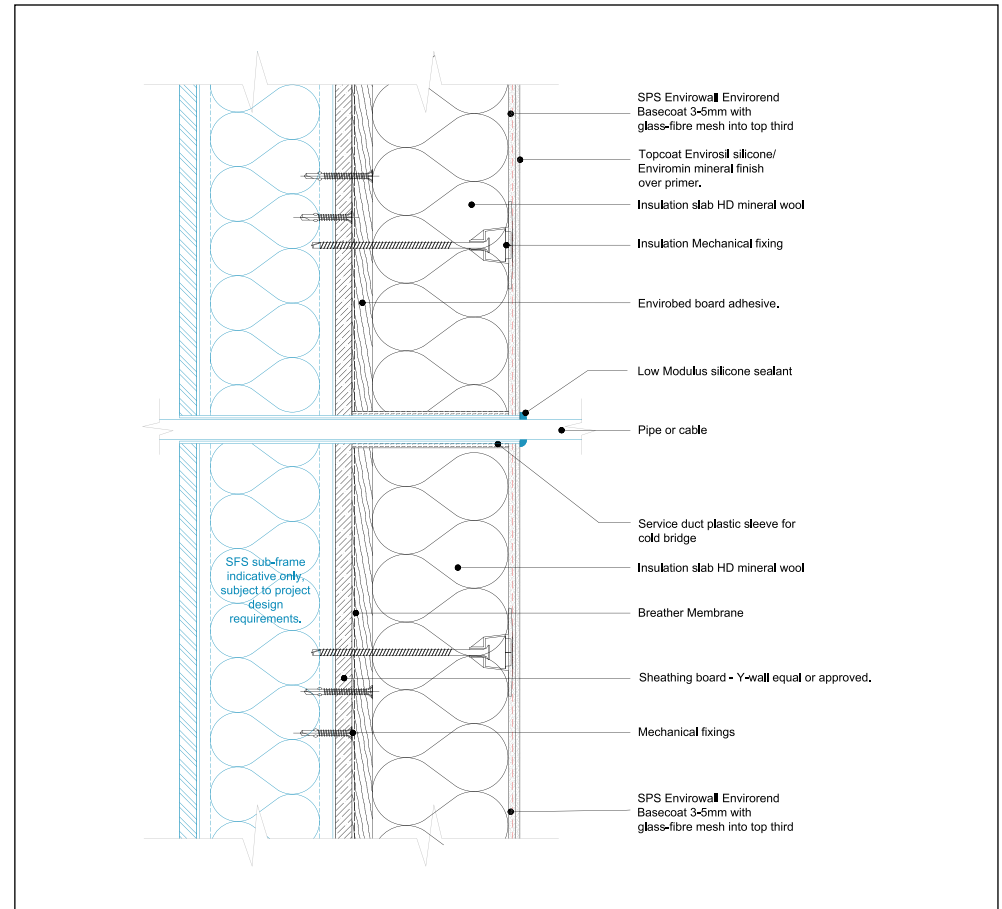 SPS Envirowall Envirorend
Basecoat 3-5mm with
glass-fibre mesh into top third
Topcoat Envirosil silicone/
Enviromin mineral finish
over primer.
Insulation slab HD mineral wool
Insulation Mechanical fixing
Envirobed board adhesive.
Low Modulus silicone sealant
Pipe or cable
Service duct plastic sleeve for
cold bridge
SFS sub-frame
indicative only,
subject to project
design
requirements.
Insulation slab HD mineral wool
Breather Membrane
Sheathing board - Y-wall equal or approved.
Mechanical fixings
SPS Envirowall Envirorend
Basecoat 3-5mm with
glass-fibre mesh into top third